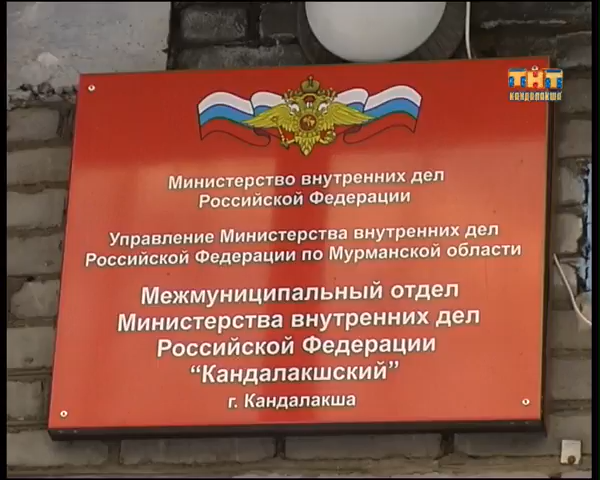 ТНТ
Кандалакша
Министерство внутренних дел
Российской Федерации
Управление Министерства внутренних дел
Российской Федерации по Мурманской области
Межмуниципальный отдел
Министерства внутренних дел
Российской Федерации
“Кандалакшский”
г. Кандалакша